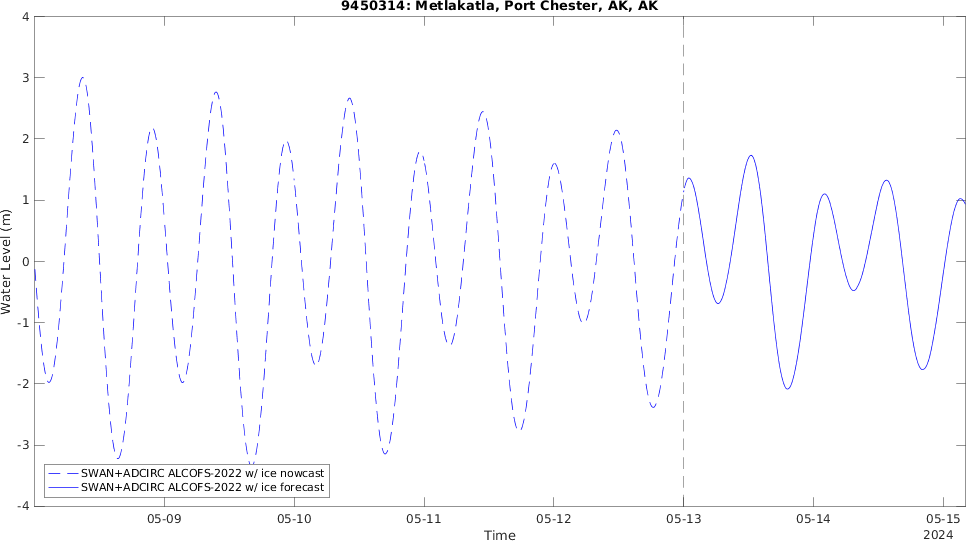 9450314: Metlakatla, Port Chester, AK, AK
4
3
2
1
0
-1
-2
-3
-4
Water Level (m)
SWAN+ADCIRC ALCOFS-2022 w/ ice nowcast
SWAN+ADCIRC ALCOFS-2022 w/ ice forecast
05-09 05-10 05-11 05-12 05-13 05-14 05-15
Time 2024